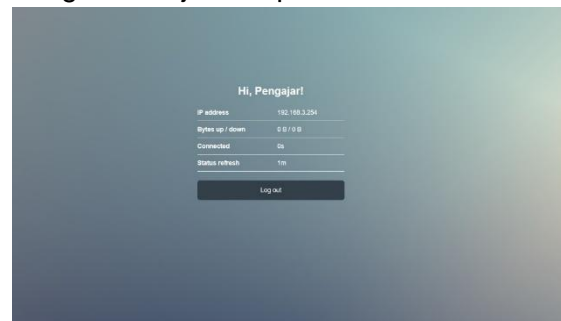 Hi, Pengajar!
IP address 192.168.3.254
Bytes up / down 0 B / 0 B
Connected 0s
Status refresh 1m
Log out